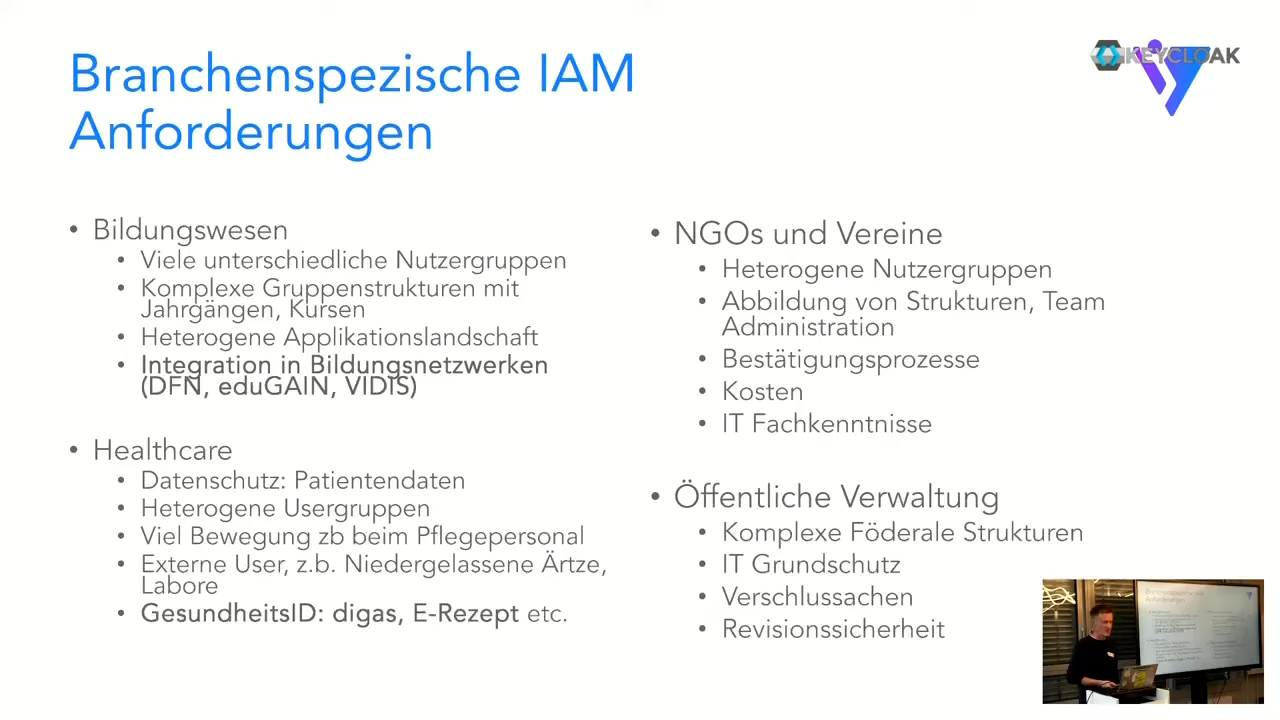 Branchenspezische IAM
Anforderungen
KEYCLOAK
• Bildungswesen
• Viele unterschiedliche Nutzergruppen
• Komplexe Gruppenstrukturen mit
Jahrgängen, Kursen
• Heterogene Applikationslandschaft
• Integration in Bildungsnetzwerken
(DFN, eduGAIN, VIDIS)
• Healthcare
• Datenschutz: Patientendaten
• Heterogene Usergruppen
• Viel Bewegung zb beim Pflegepersonal
• Externe User, z.b. Niedergelassene Ärtze,
Labore
• GesundheitsID: digas, E-Rezept etc.
• NGOs und Vereine
• Heterogene Nutzergruppen
• Abbildung von Strukturen, Team
Administration
• Bestätigungsprozesse
• Kosten
• IT Fachkenntnisse
• Öffentliche Verwaltung
• Komplexe Föderale Strukturen
• IT Grundschutz
• Verschlussachen
• Revisionssicherheit